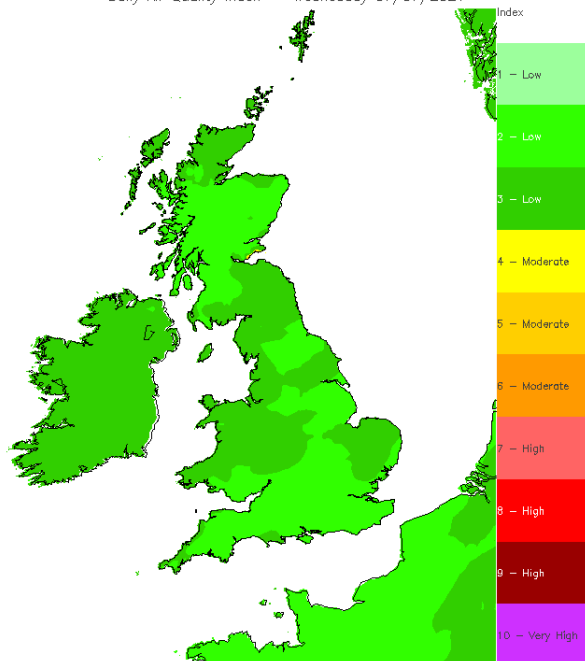 Index
1 - Low
2 - Low
3 - Low
4 - Moderate
5 - Moderate
6 - Moderate
7 - High
8 - High
9 - High
10 - Very High